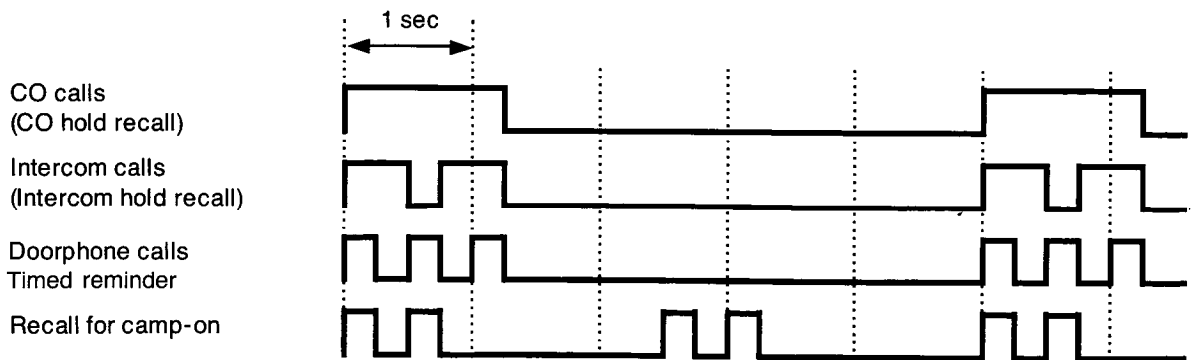 1 sec
CO calls
(CO hold recall)
Intercom calls
(Intercom hold recall)
Doorphone calls
Timed reminder
Recall for camp-on